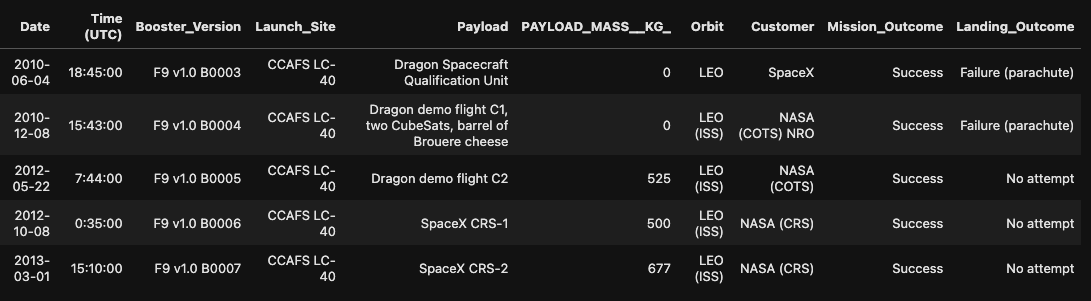 Date Time (UTC) Booster_Version Launch_Site Payload PAYLOAD_MASS__KG_ Orbit Customer Mission_Outcome Landing_Outcome
2010-06-04 18:45:00 F9 v1.0 B0003 CCAFS LC-40 Dragon Spacecraft Qualification Unit 0 LEO SpaceX Success Failure (parachute)
2010-12-08 15:43:00 F9 v1.0 B0004 CCAFS LC-40 Dragon demo flight C1, two CubeSats, barrel of Brouere cheese 0 LEO (ISS) NASA (COTS) NRO Success Failure (parachute)
2012-05-22 7:44:00 F9 v1.0 B0005 CCAFS LC-40 Dragon demo flight C2 525 LEO (ISS) NASA (COTS) Success No attempt
2012-10-08 0:35:00 F9 v1.0 B0006 CCAFS LC-40 SpaceX CRS-1 500 LEO (ISS) NASA (CRS) Success No attempt
2013-03-01 15:10:00 F9 v1.0 B0007 CCAFS LC-40 SpaceX CRS-2 677 LEO (ISS) NASA (CRS) Success No attempt